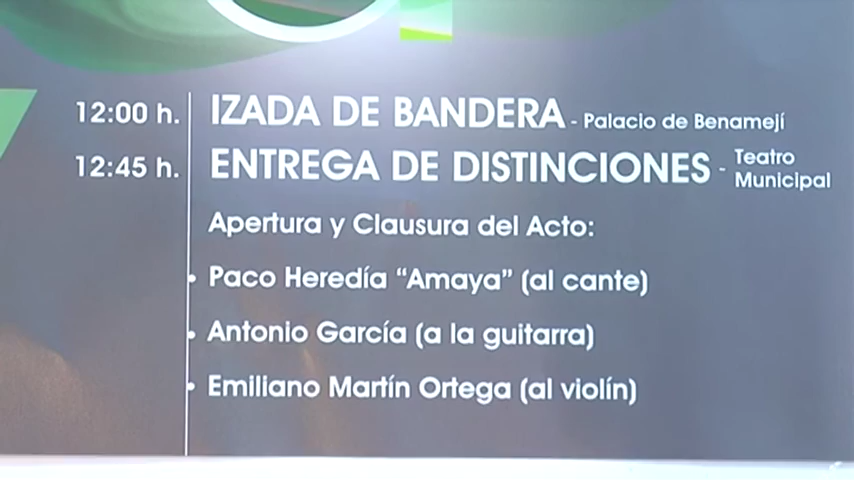 12:00 h. IZADA DE BANDERA - Palacio de Benamejí
12:45 h. ENTREGA DE DISTINCIONES - Teatro Municipal
Apertura y Clausura del Acto:
• Paco Heredía “Amaya” (al cante)
• Antonio García (a la guitarra)
• Emiliano Martín Ortega (al violín)